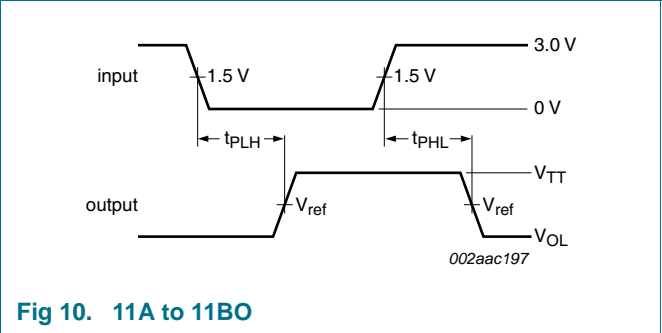 3.0 V
input
1.5 V
1.5 V
0 V
tPLH
tPHL
VTT
output
Vref
Vref
VOL
002aac197
Fig 10. 11A to 11BO